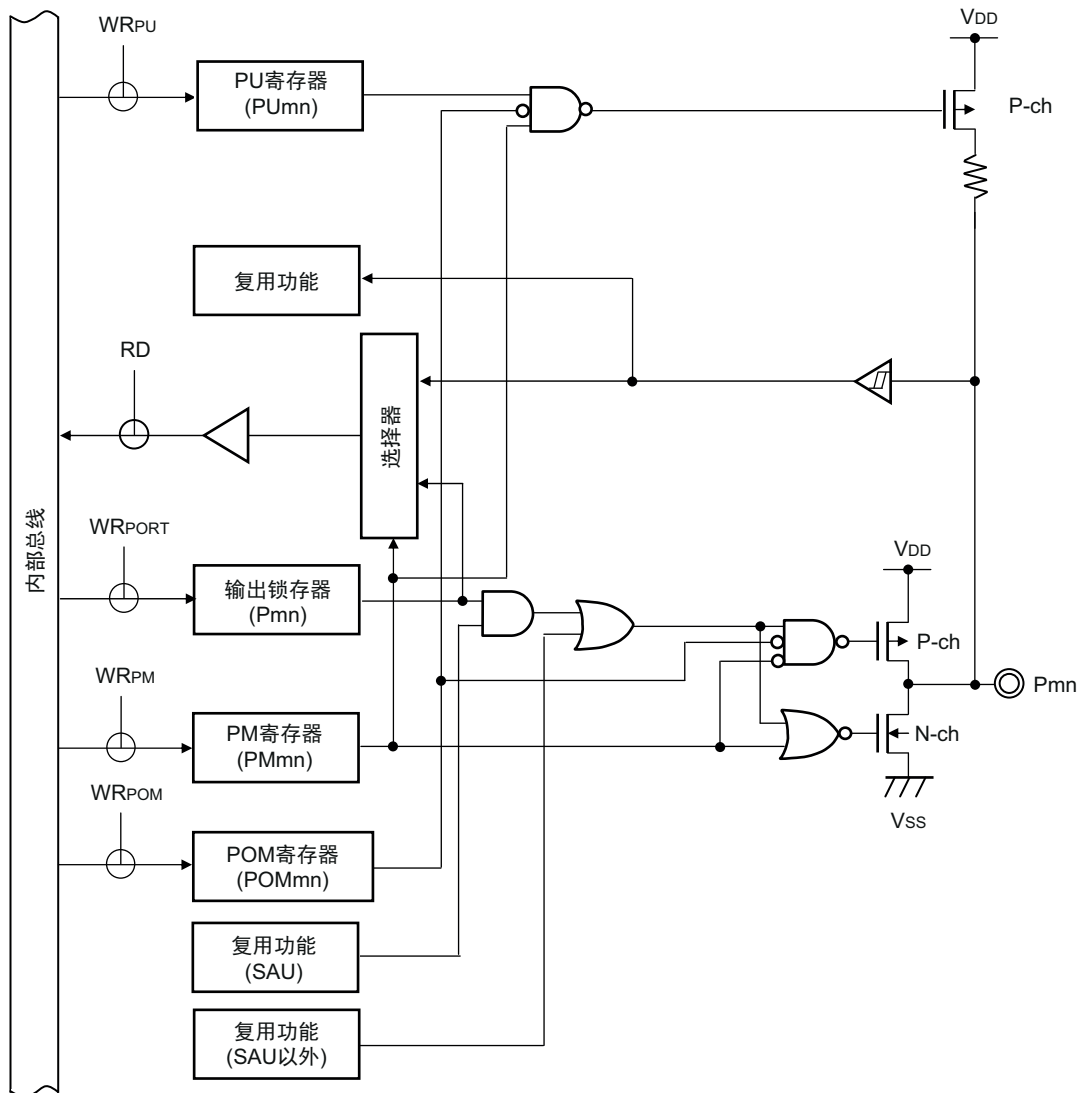 WRPU
PU寄存器
(PUmn)
VDD
P-ch
复用功能
RD
选择器
内部总线
WRPORT
输出锁存器
(Pmn)
VDD
P-ch
Pmn
WRPM
PM寄存器
(PMmn)
N-ch
VSS
WRPOM
POM寄存器
(POMmn)
复用功能
(SAU)
复用功能
(SAU以外)